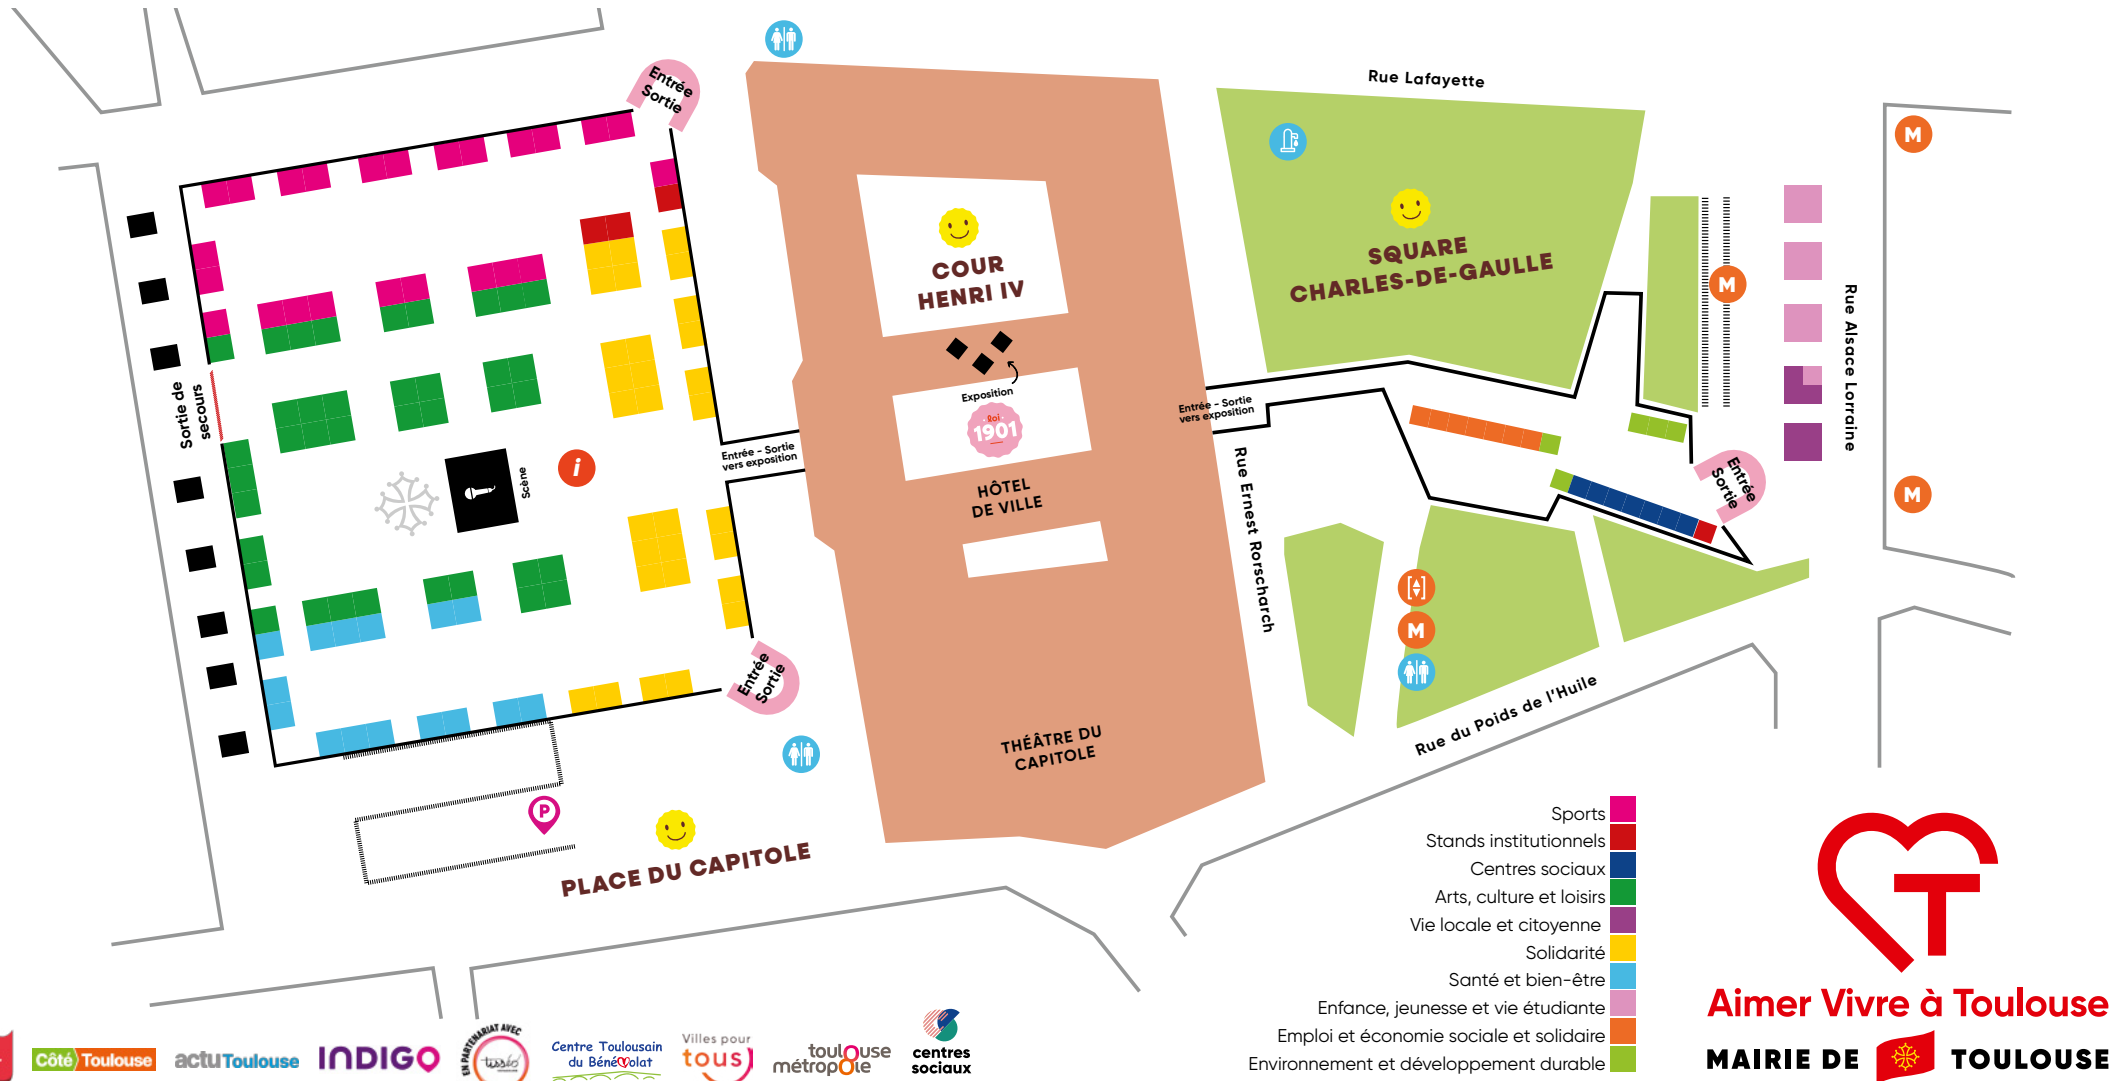 Entrée
Sortie
Rue Lafayette
M
COUR
HENRI IV
SQUARE
CHARLES-DE-GAULLE
M
Rue Alsace Lorraine
Exposition
Roi
1901
Sortie de
secours
Scène
i
Entrée - Sortie
vers exposition
Entrée - Sortie
vers exposition
HÔTEL
DE VILLE
Rue Ernest Rorscharch
Entrée
Sortie
M
M
Entrée
Sortie
Rue du Poids de l'Huile
THÉÂTRE DU
CAPITOLE
P
PLACE DU CAPITOLE
Sports
Stands institutionnels
Centres sociaux
Arts, culture et loisirs
Vie locale et citoyenne
Solidarité
Santé et bien-être
Enfance, jeunesse et vie étudiante
Emploi et économie sociale et solidaire
Environnement et développement durable
Aimer Vivre à Toulouse
MAIRIE DE TOULOUSE
Côté Toulouse
actu Toulouse
INDIGO
EN PARTENARIAT AVEC
tisséo
Centre Toulousain
du Bénévolat
Villes pour
tous
toulouse
métropole
centres
sociaux